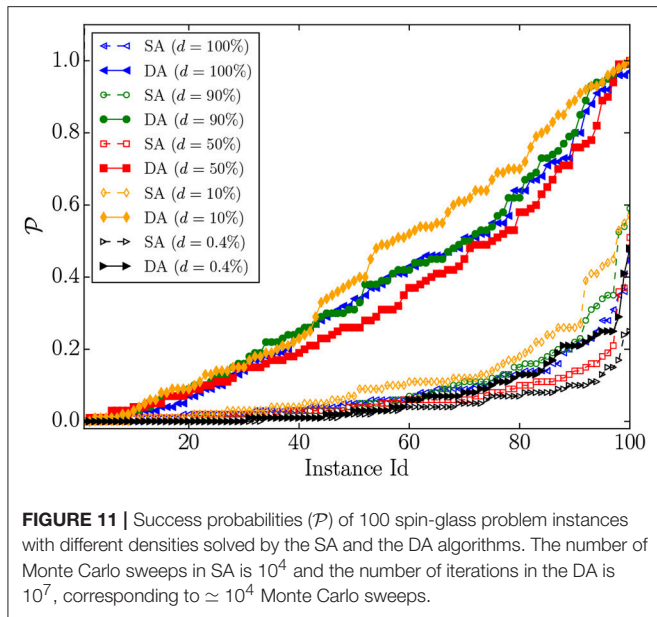 1.0
0.8
0.6
0.4
0.2
0.0
𝒫
SA (d = 100%)
DA (d = 100%)
SA (d = 90%)
DA (d = 90%)
SA (d = 50%)
DA (d = 50%)
SA (d = 10%)
DA (d = 10%)
SA (d = 0.4%)
DA (d = 0.4%)
20 40 60 80 100
Instance Id
FIGURE 11 | Success probabilities (𝒫) of 100 spin-glass problem instances
with different densities solved by the SA and the DA algorithms. The number of
Monte Carlo sweeps in SA is 10⁴ and the number of iterations in the DA is
10⁷, corresponding to ≃ 10⁴ Monte Carlo sweeps.